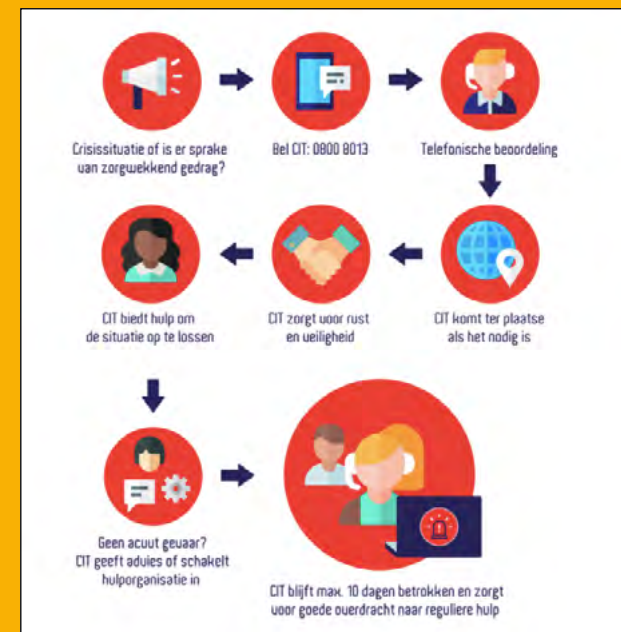 Crisissituatie of is er sprake
van zorgwekkend gedrag?
Bel CIT: 0800 8013
Telefonische beoordeling
CIT komt ter plaatse
als het nodig is
CIT zorgt voor rust
en veiligheid
CIT biedt hulp om
de situatie op te lossen
Geen acuut gevaar?
CIT geeft advies of schakelt
hulporganisatie in
CIT blijft max. 10 dagen betrokken en zorgt
voor goede overdracht naar reguliere hulp